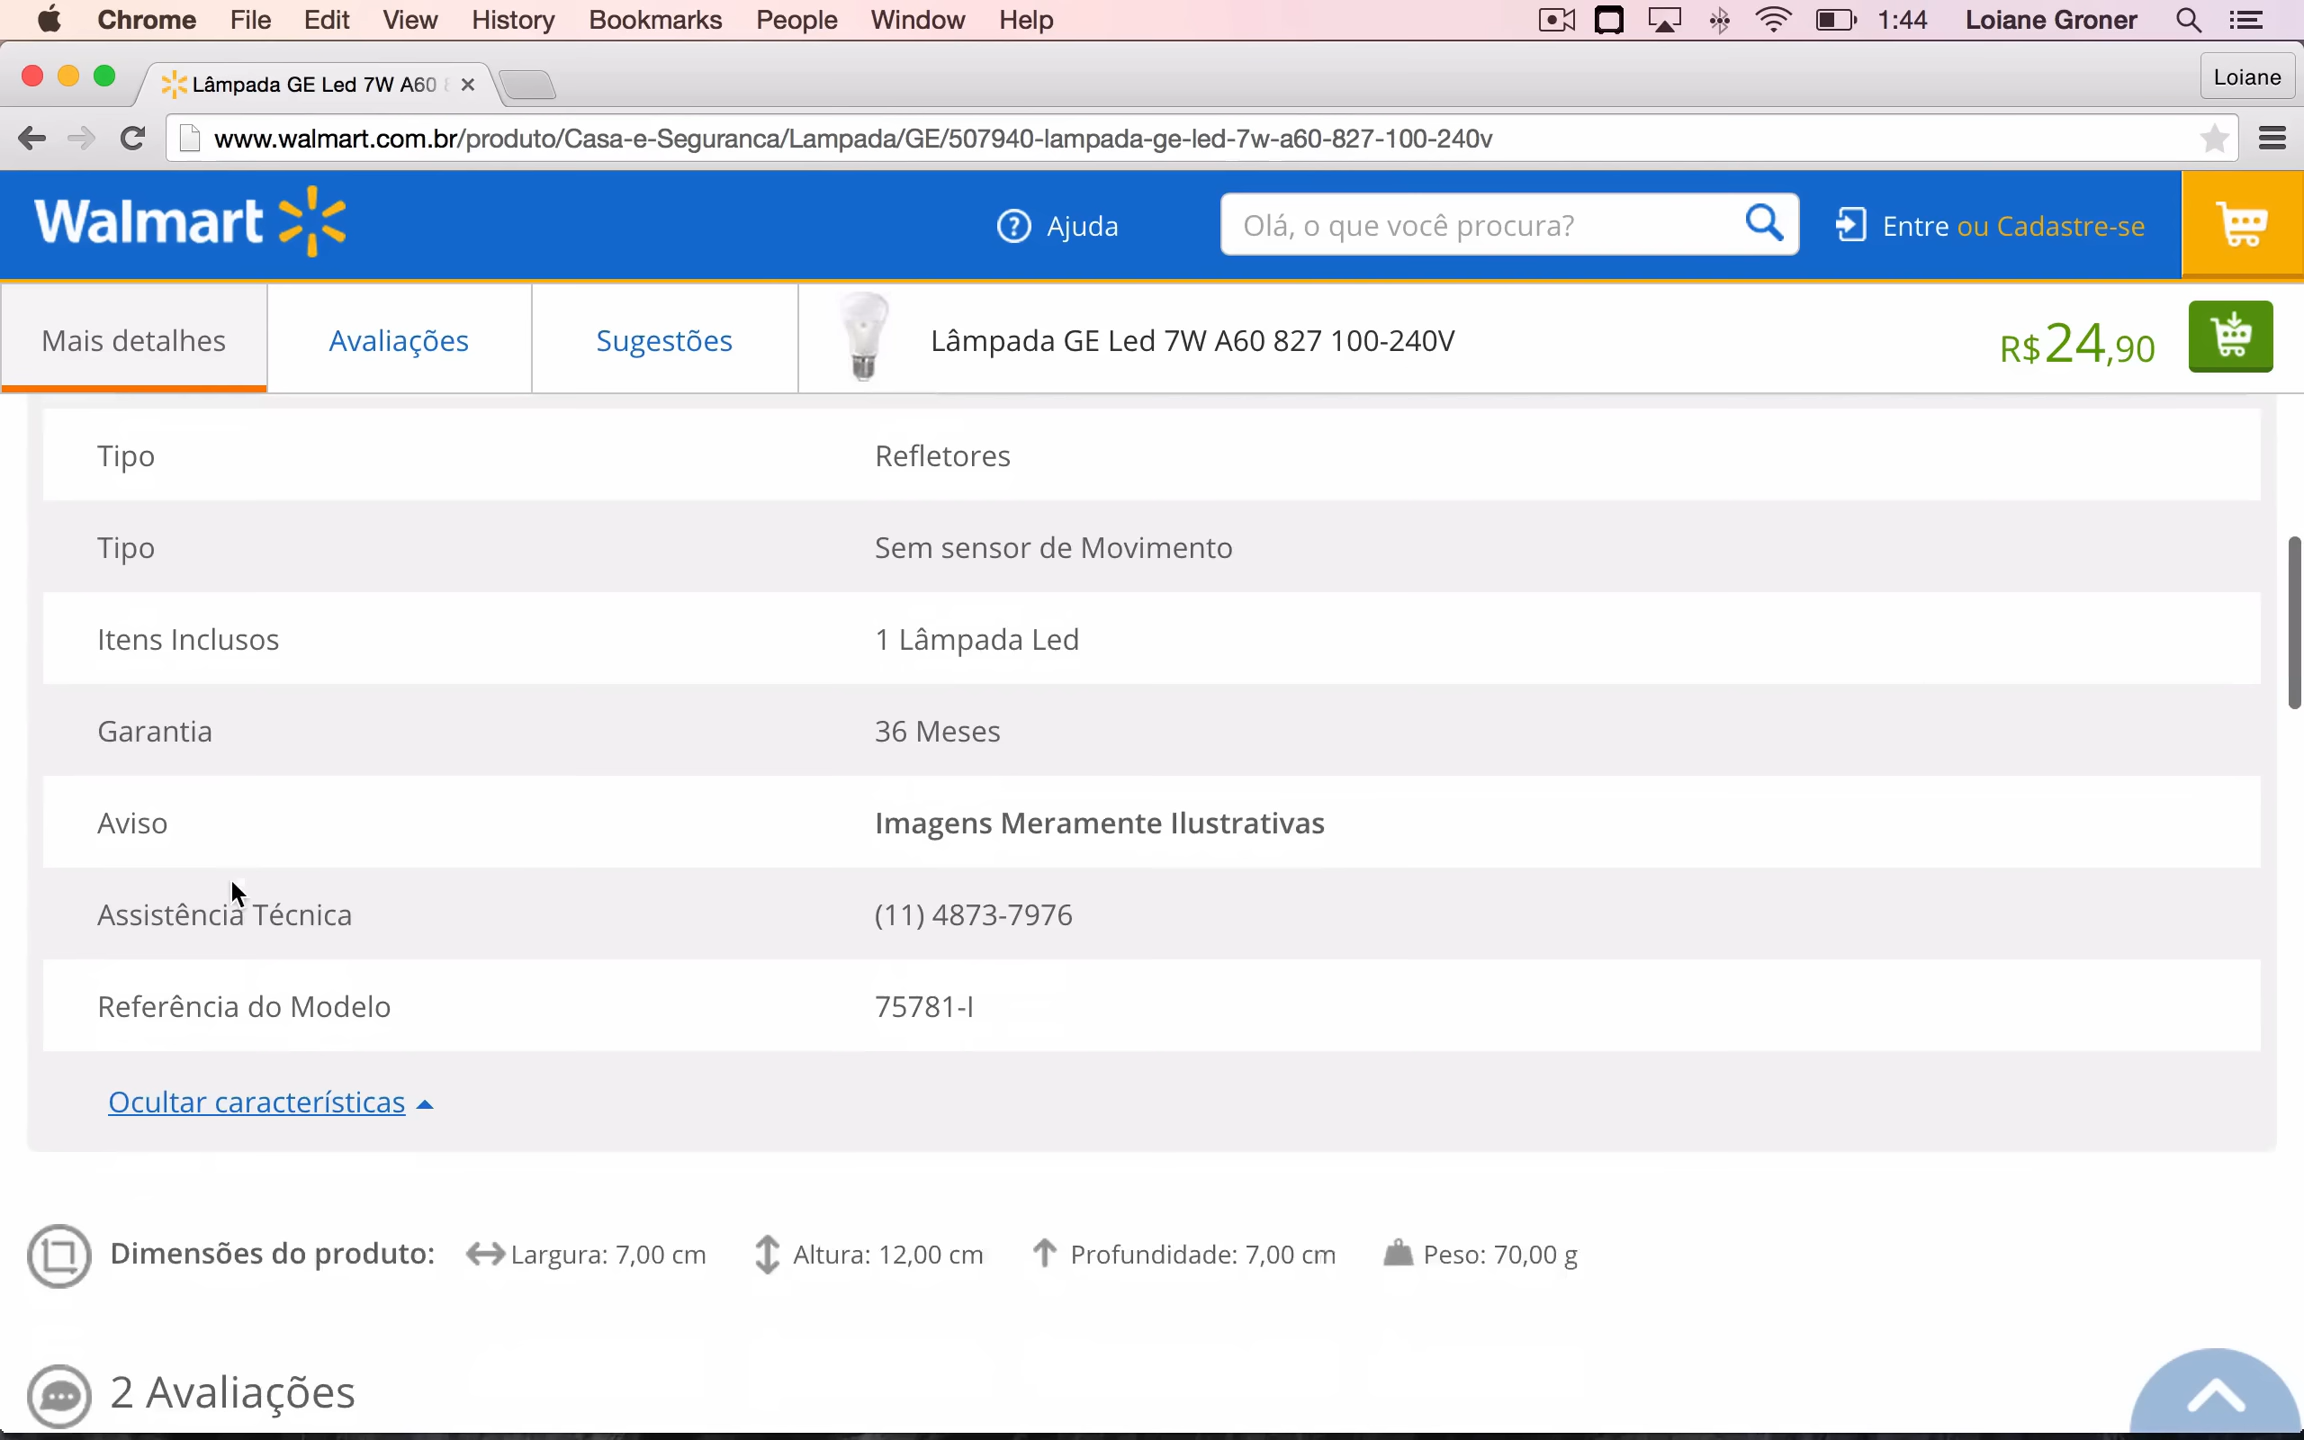 Chrome File Edit View History Bookmarks People Window Help 1:44 Loiane Groner
Lâmpada GE Led 7W A60 Loiane
www.walmart.com.br/produto/Casa-e-Seguranca/Lampada/GE/507940-lampada-ge-led-7w-a60-827-100-240v
Walmart Ajuda Olá, o que você procura? Entre ou Cadastre-se
Mais detalhes Avaliações Sugestões Lâmpada GE Led 7W A60 827 100-240V R$24,90
Tipo Refletores
Tipo Sem sensor de Movimento
Itens Inclusos 1 Lâmpada Led
Garantia 36 Meses
Aviso Imagens Meramente Ilustrativas
Assistência Técnica (11) 4873-7976
Referência do Modelo 75781-I
Ocultar características
Dimensões do produto: Largura: 7,00 cm Altura: 12,00 cm Profundidade: 7,00 cm Peso: 70,00 g
2 Avaliações